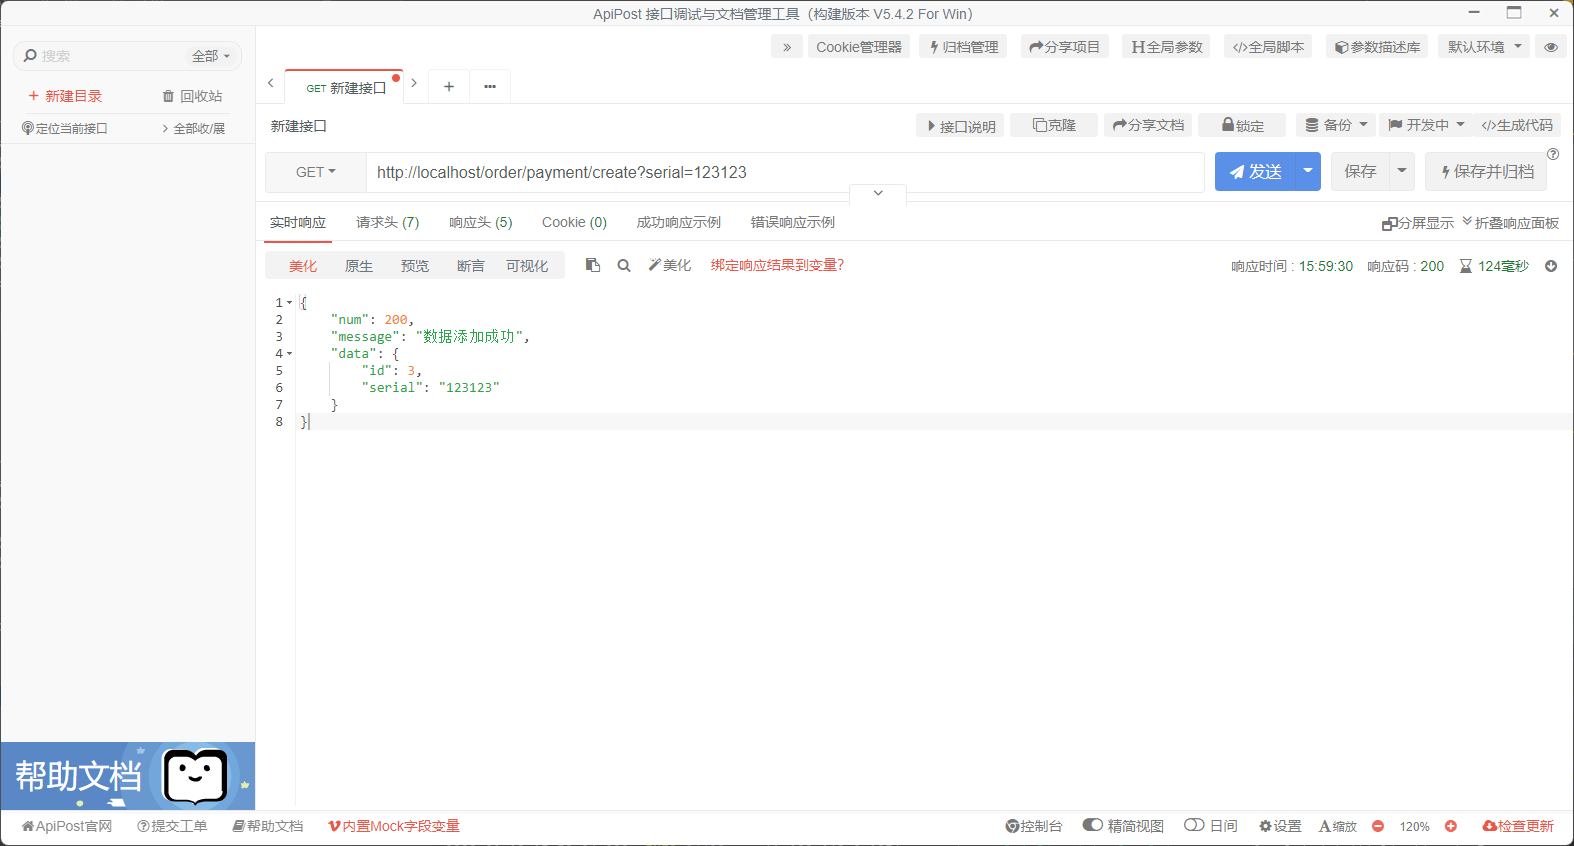 ApiPost 接口调试与文档管理工具（构建版本 V5.4.2 For Win）
搜索 全部
Cookie管理器 归档管理 分享项目 H全局参数 </>全局脚本 参数描述库 默认环境
+ 新建目录 回收站
GET 新建接口
定位当前接口 全部收/展
新建接口 接口说明 克隆 分享文档 锁定 备份 开发中 </>生成代码
GET http://localhost/order/payment/create?serial=123123 发送 保存 保存并归档
实时响应 请求头 (7) 响应头 (5) Cookie (0) 成功响应示例 错误响应示例 分屏显示 折叠响应面板
美化 原生 预览 断言 可视化 美化 绑定响应结果到变量? 响应时间 : 15:59:30 响应码 : 200 124毫秒
1 {
2 "num": 200,
3 "message": "数据添加成功",
4 "data": {
5 "id": 3,
6 "serial": "123123"
7 }
8 }
帮助文档
ApiPost官网 提交工单 帮助文档 内置Mock字段变量 控制台 精简视图 日间 设置 A缩放 120% 检查更新